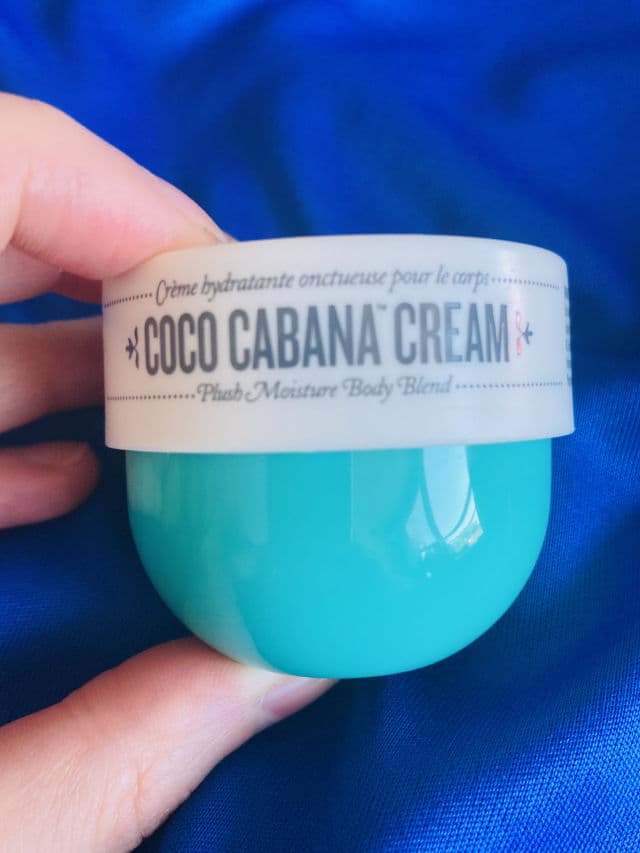 Crème hydratante onctueuse pour le corps
COCO CABANA™ CREAM
Plush Moisture Body Blend